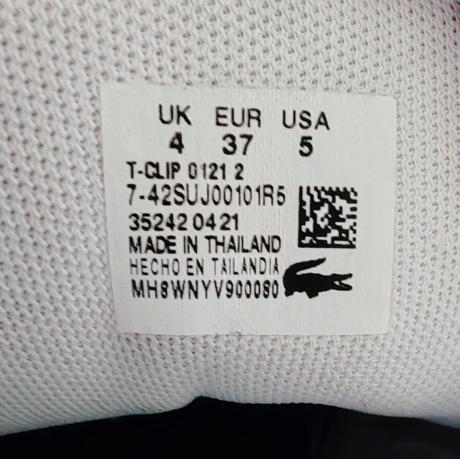 UK EUR USA
4 37 5
T-CLIP 0121 2
7-42SUJ00101R5
35242 04 21
MADE IN THAILAND
HECHO EN TAILANDIA
MH8WNYV900080